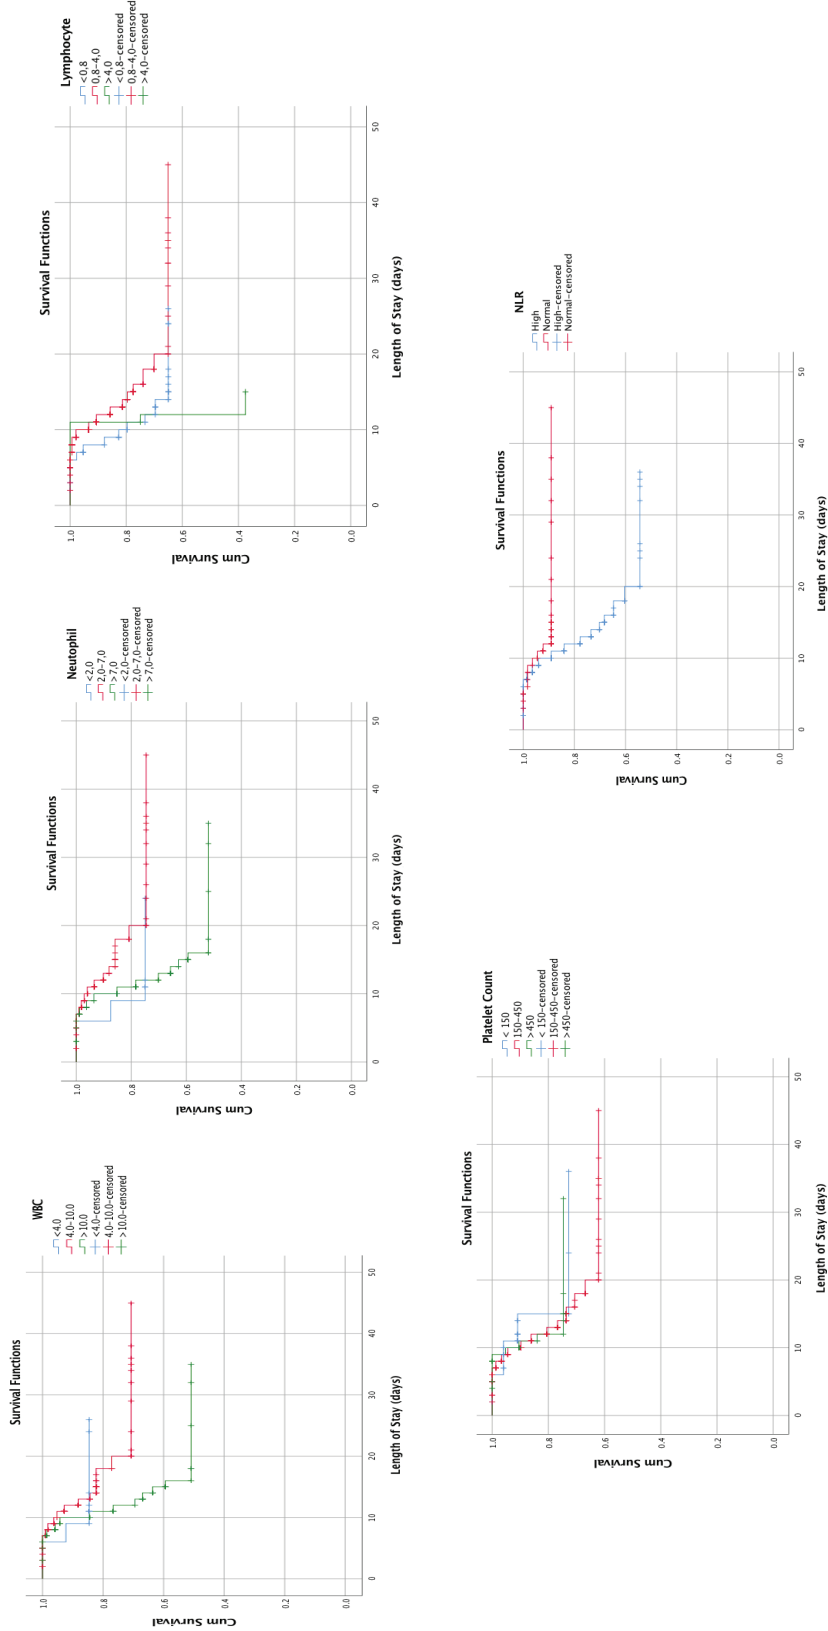 Survival Functions
WBC
<4.0
4.0-10.0
>10.0
<4.0-censored
4.0-10.0-censored
>10.0-censored
Cum Survival
1.0
0.8
0.6
0.4
0.2
0.0
0
10
20
30
40
50
Length of Stay (days)
Survival Functions
Neutophil
<2,0
2,0-7,0
>7,0
<2,0-censored
2,0-7,0-censored
>7,0-censored
Cum Survival
1.0
0.8
0.6
0.4
0.2
0.0
0
10
20
30
40
50
Length of Stay (days)
Survival Functions
Lymphocyte
<0,8
0,8-4,0
>4,0
<0,8-censored
0,8-4,0-censored
>4,0-censored
Cum Survival
1.0
0.8
0.6
0.4
0.2
0.0
0
10
20
30
40
50
Length of Stay (days)
Survival Functions
Platelet Count
< 150
150-450
>450
< 150-censored
150-450-censored
>450-censored
Cum Survival
1.0
0.8
0.6
0.4
0.2
0.0
0
10
20
30
40
50
Length of Stay (days)
Survival Functions
NLR
High
Normal
High-censored
Normal-censored
Cum Survival
1.0
0.8
0.6
0.4
0.2
0.0
0
10
20
30
40
50
Length of Stay (days)